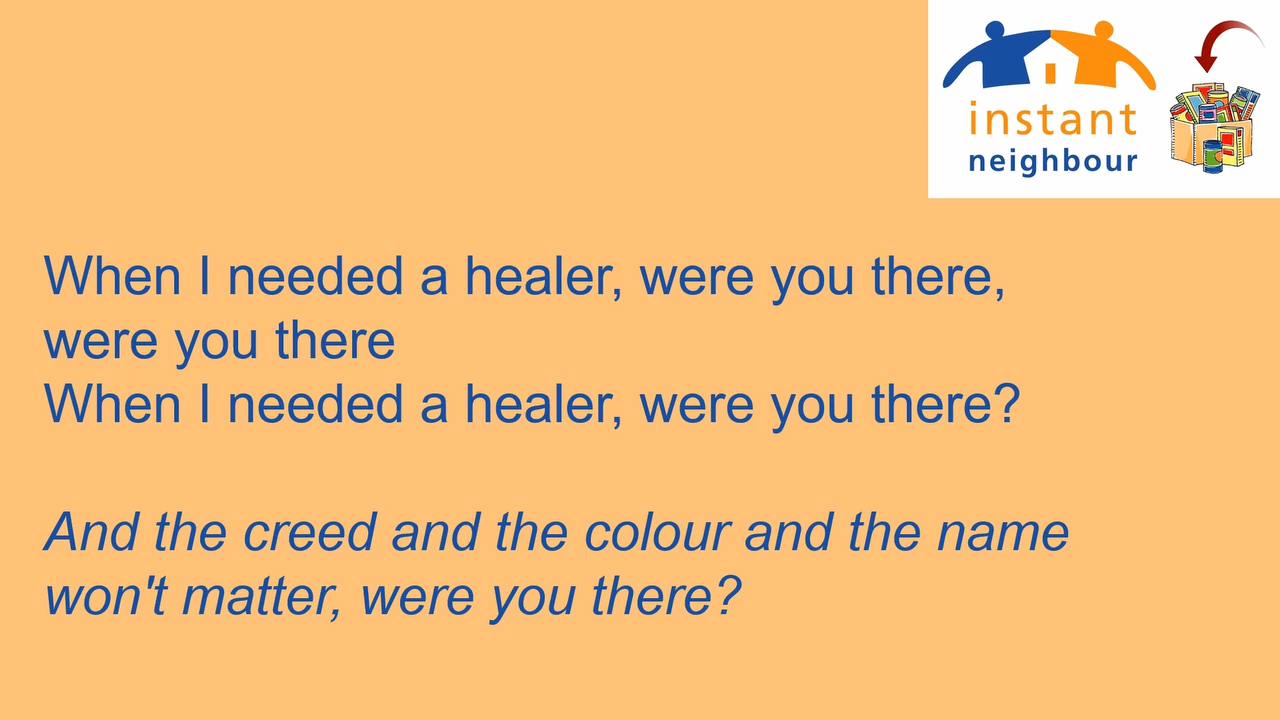 instant
neighbour
When I needed a healer, were you there,
were you there
When I needed a healer, were you there?
And the creed and the colour and the name
won't matter, were you there?